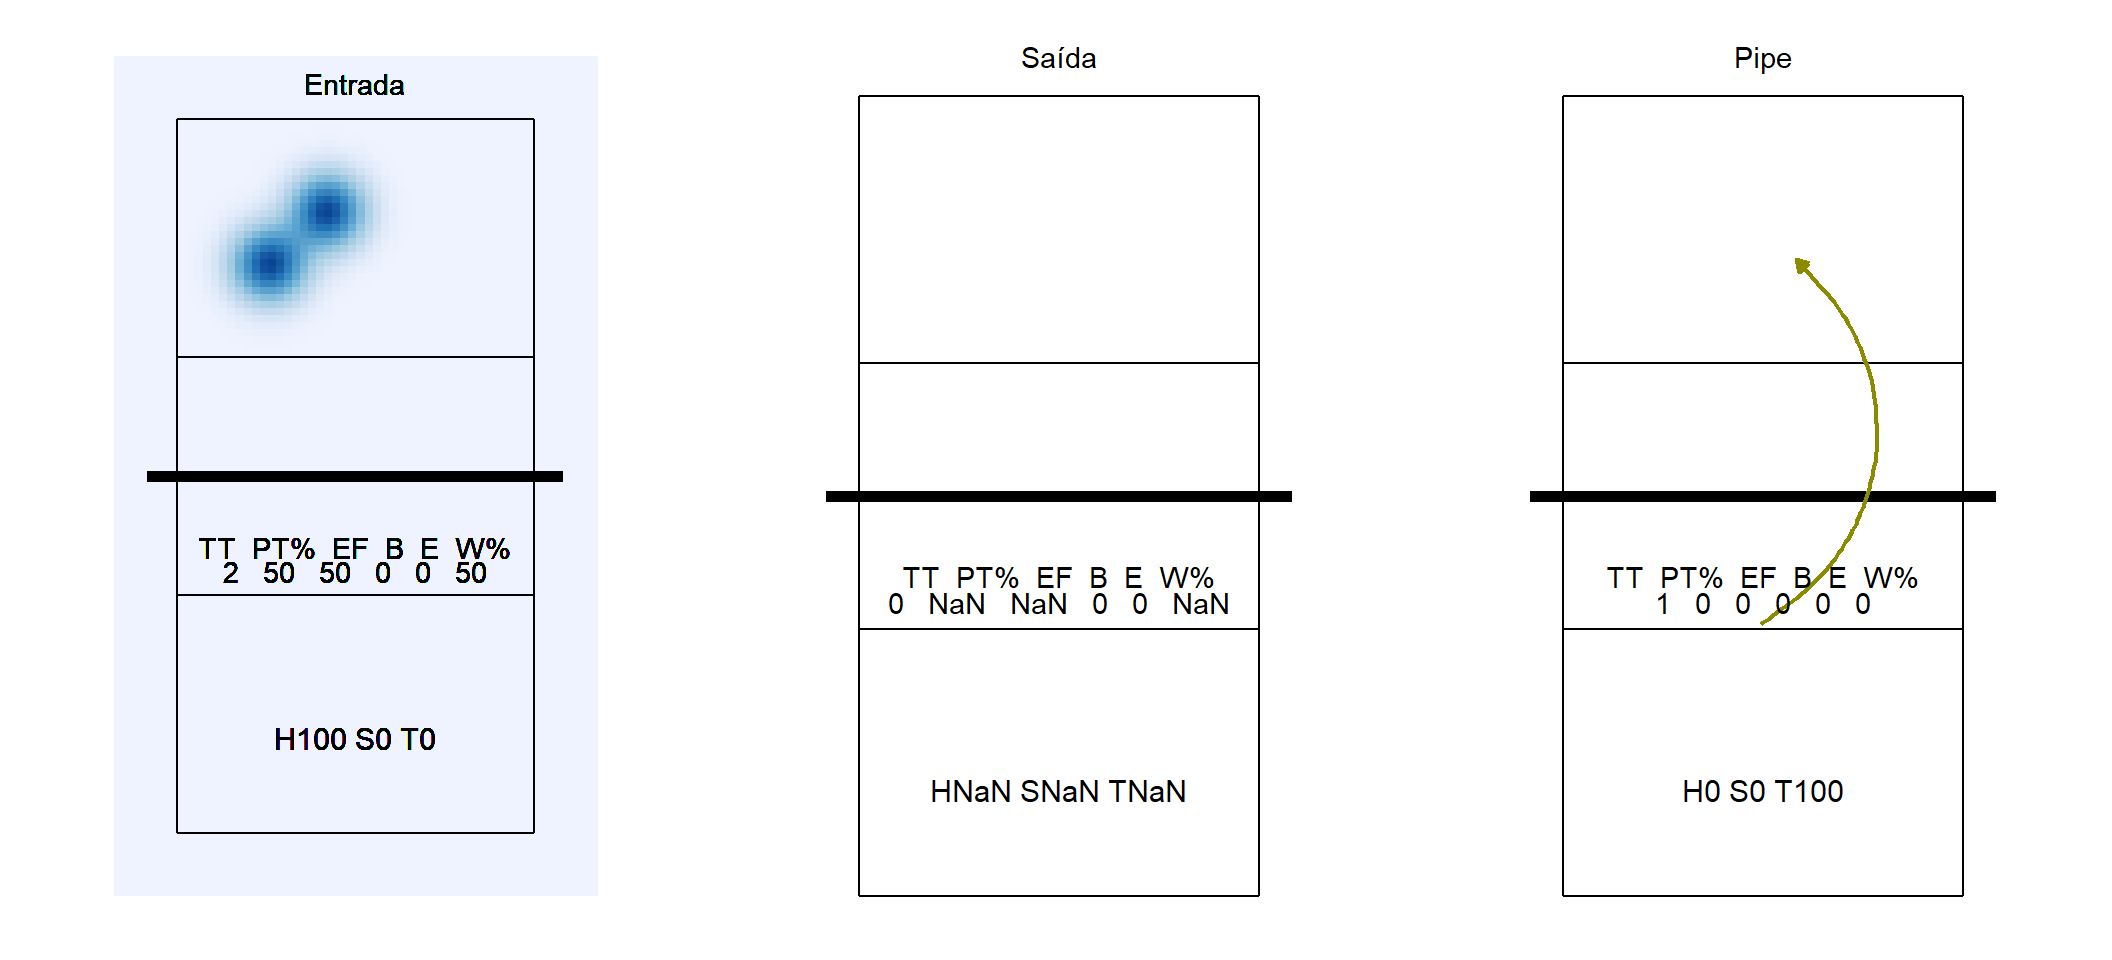 Entrada
TT PT% EF B E W%
2 50 50 0 0 50
H100 S0 T0
Saída
TT PT% EF B E W%
0 NaN NaN 0 0 NaN
HNaN SNaN TNaN
Pipe
TT PT% EF B E W%
1 0 0 0 0 0
H0 S0 T100